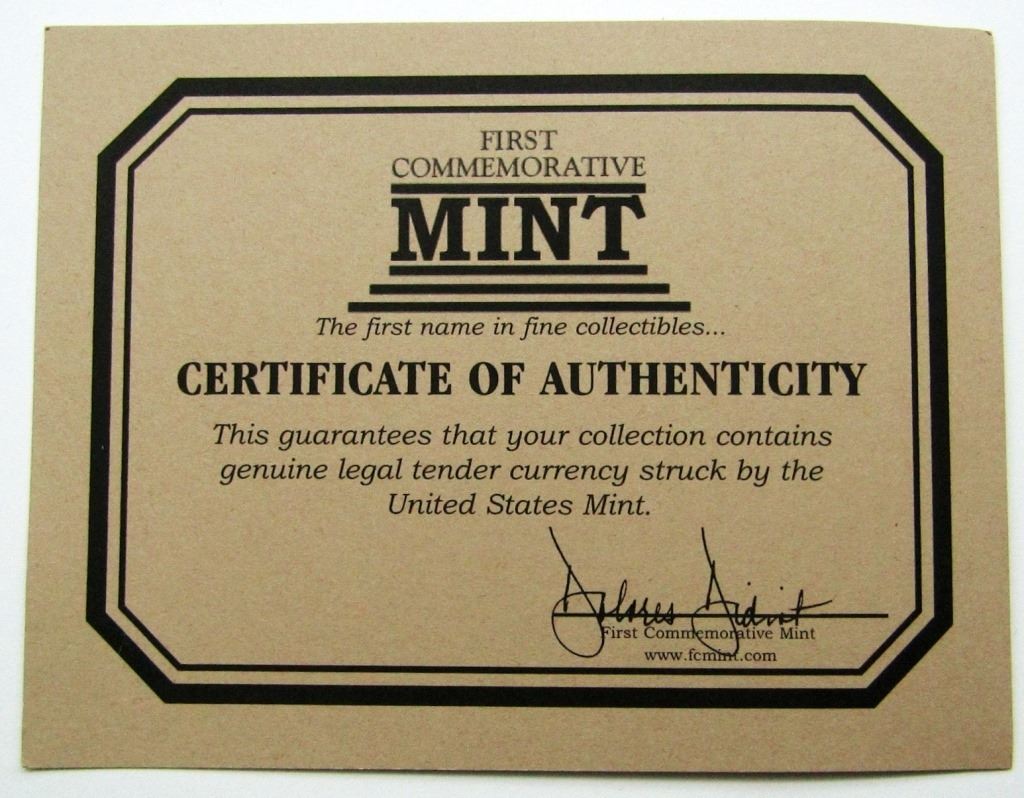 FIRST
COMMEMORATIVE
MINT
The first name in fine collectibles...
CERTIFICATE OF AUTHENTICITY
This guarantees that your collection contains
genuine legal tender currency struck by the
United States Mint.
Dolores
First Commemorative Mint
www.fcmint.com